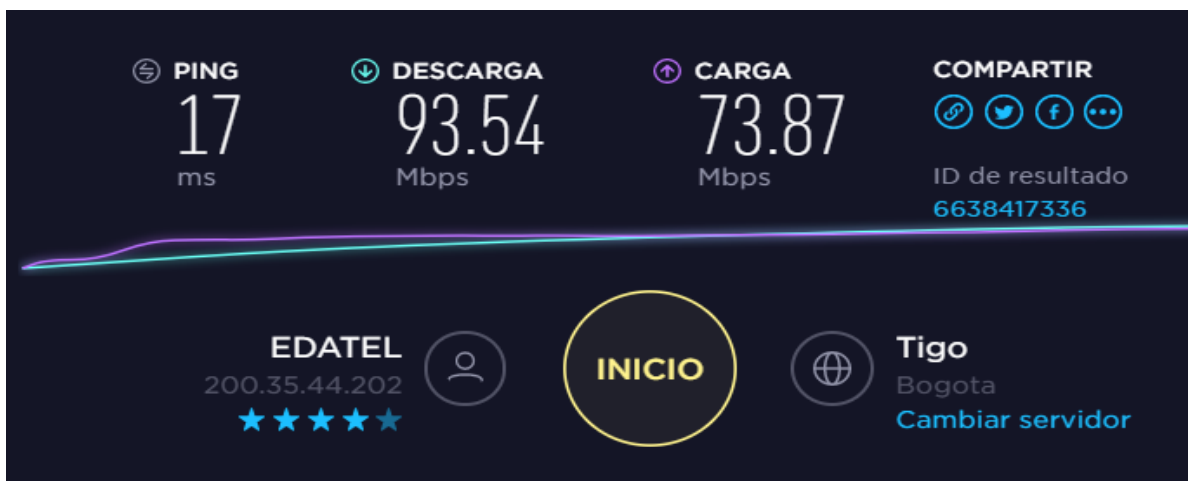 PING
17
ms
DESCARGA
93.54
Mbps
CARGA
73.87
Mbps
COMPARTIR
ID de resultado
6638417336
EDATEL
200.35.44.202
INICIO
Tigo
Bogota
Cambiar servidor